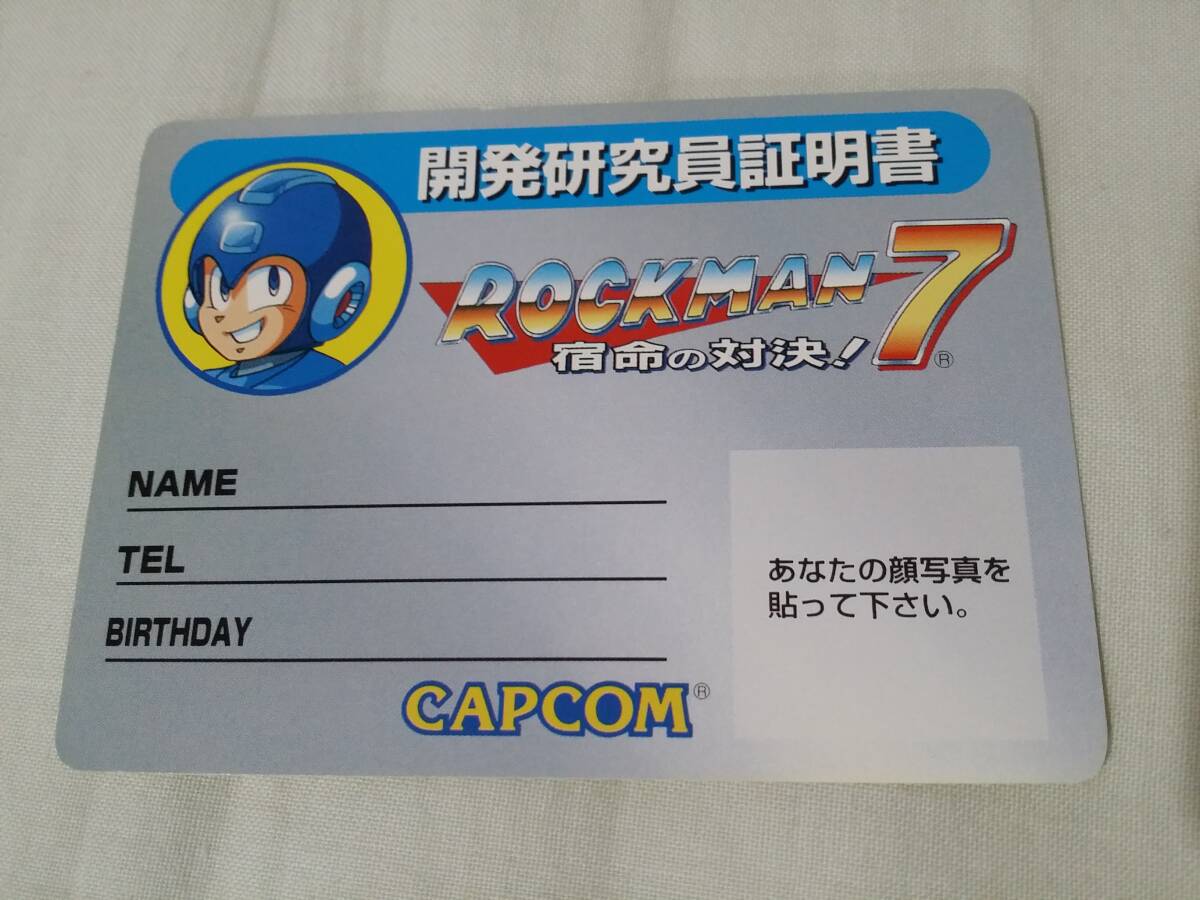 開発研究員証明書
ROCKMAN 7
宿命の対決!
®
NAME
TEL
BIRTHDAY
あなたの顔写真を
貼って下さい。
CAPCOM®